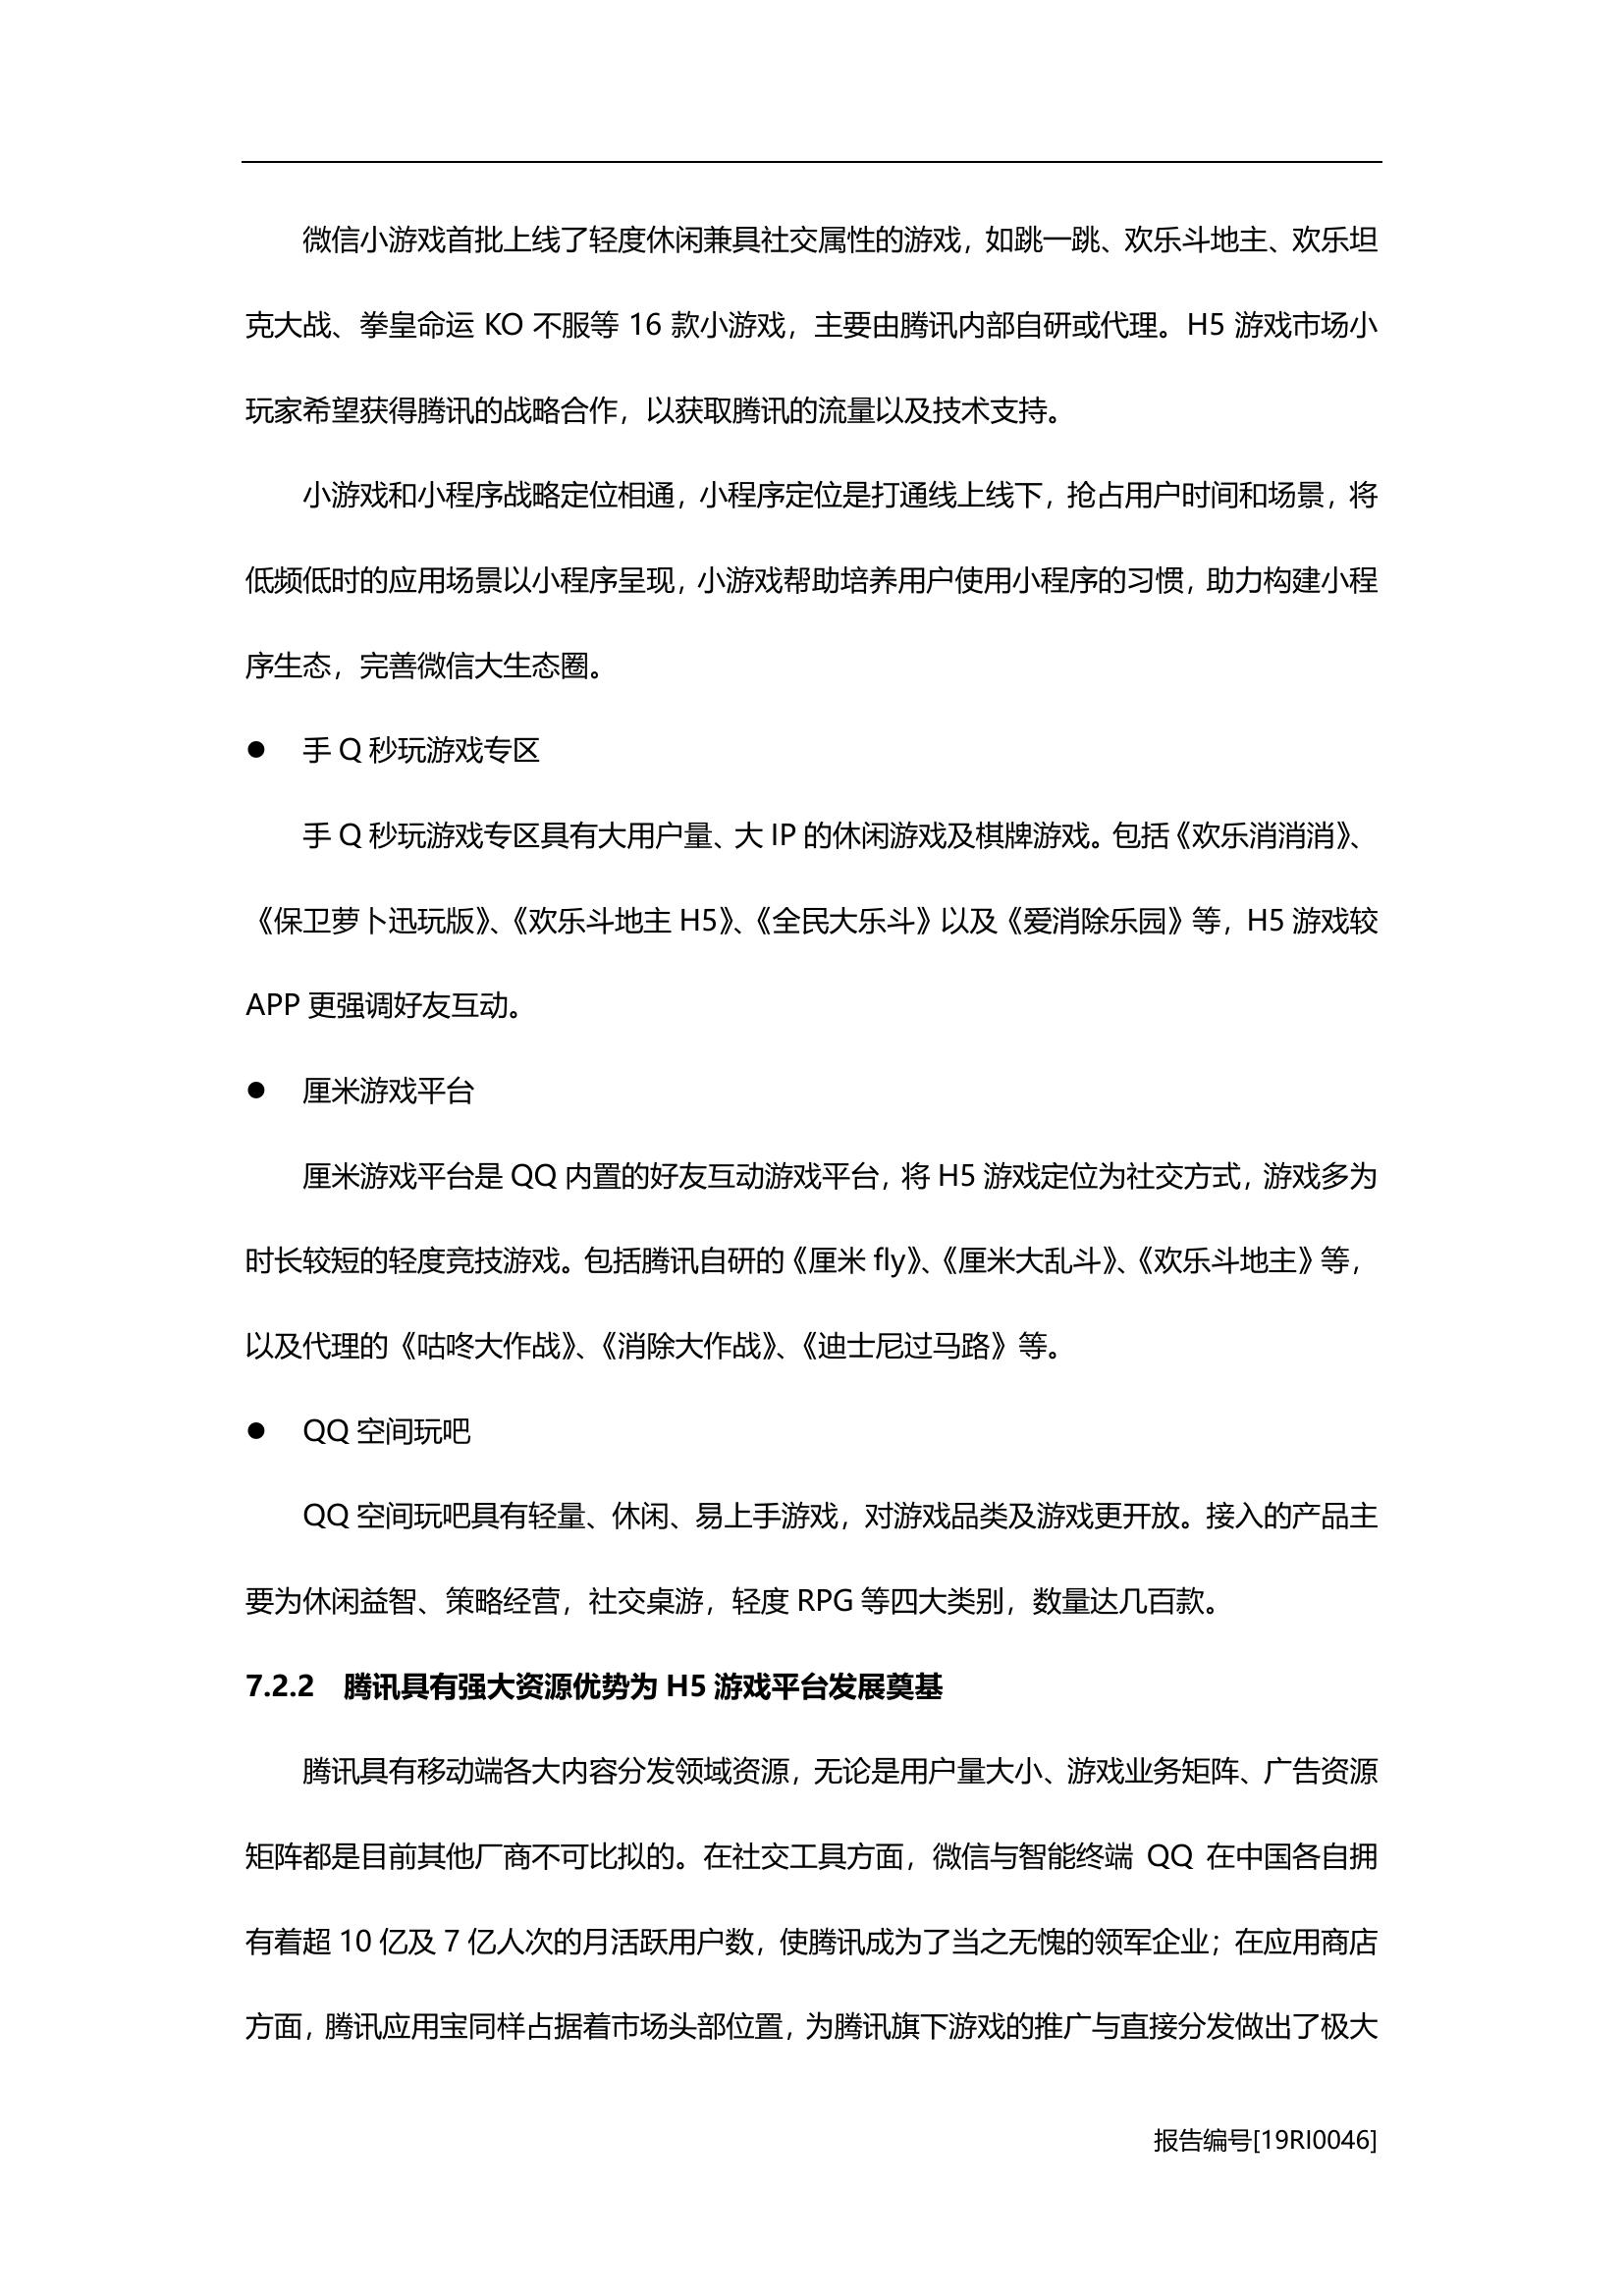 微信小游戏首批上线了轻度休闲兼具社交属性的游戏，如跳一跳、欢乐斗地主、欢乐坦
克大战、拳皇命运 KO 不服等 16 款小游戏，主要由腾讯内部自研或代理。H5 游戏市场小
玩家希望获得腾讯的战略合作，以获取腾讯的流量以及技术支持。
小游戏和小程序战略定位相通，小程序定位是打通线上线下，抢占用户时间和场景，将
低频低时的应用场景以小程序呈现，小游戏帮助培养用户使用小程序的习惯，助力构建小程
序生态，完善微信大生态圈。
● 手 Q 秒玩游戏专区
手 Q 秒玩游戏专区具有大用户量、大 IP 的休闲游戏及棋牌游戏。包括《欢乐消消消》、
《保卫萝卜迅玩版》、《欢乐斗地主 H5》、《全民大乐斗》以及《爱消除乐园》等，H5 游戏较
APP 更强调好友互动。
● 厘米游戏平台
厘米游戏平台是 QQ 内置的好友互动游戏平台，将 H5 游戏定位为社交方式，游戏多为
时长较短的轻度竞技游戏。包括腾讯自研的《厘米 fly》、《厘米大乱斗》、《欢乐斗地主》等，
以及代理的《咕咚大作战》、《消除大作战》、《迪士尼过马路》等。
● QQ 空间玩吧
QQ 空间玩吧具有轻量、休闲、易上手游戏，对游戏品类及游戏更开放。接入的产品主
要为休闲益智、策略经营，社交桌游，轻度 RPG 等四大类别，数量达几百款。
7.2.2 腾讯具有强大资源优势为 H5 游戏平台发展奠基
腾讯具有移动端各大内容分发领域资源，无论是用户量大小、游戏业务矩阵、广告资源
矩阵都是目前其他厂商不可比拟的。在社交工具方面，微信与智能终端 QQ 在中国各自拥
有着超 10 亿及 7 亿人次的月活跃用户数，使腾讯成为了当之无愧的领军企业；在应用商店
方面，腾讯应用宝同样占据着市场头部位置，为腾讯旗下游戏的推广与直接分发做出了极大
报告编号[19RI0046]